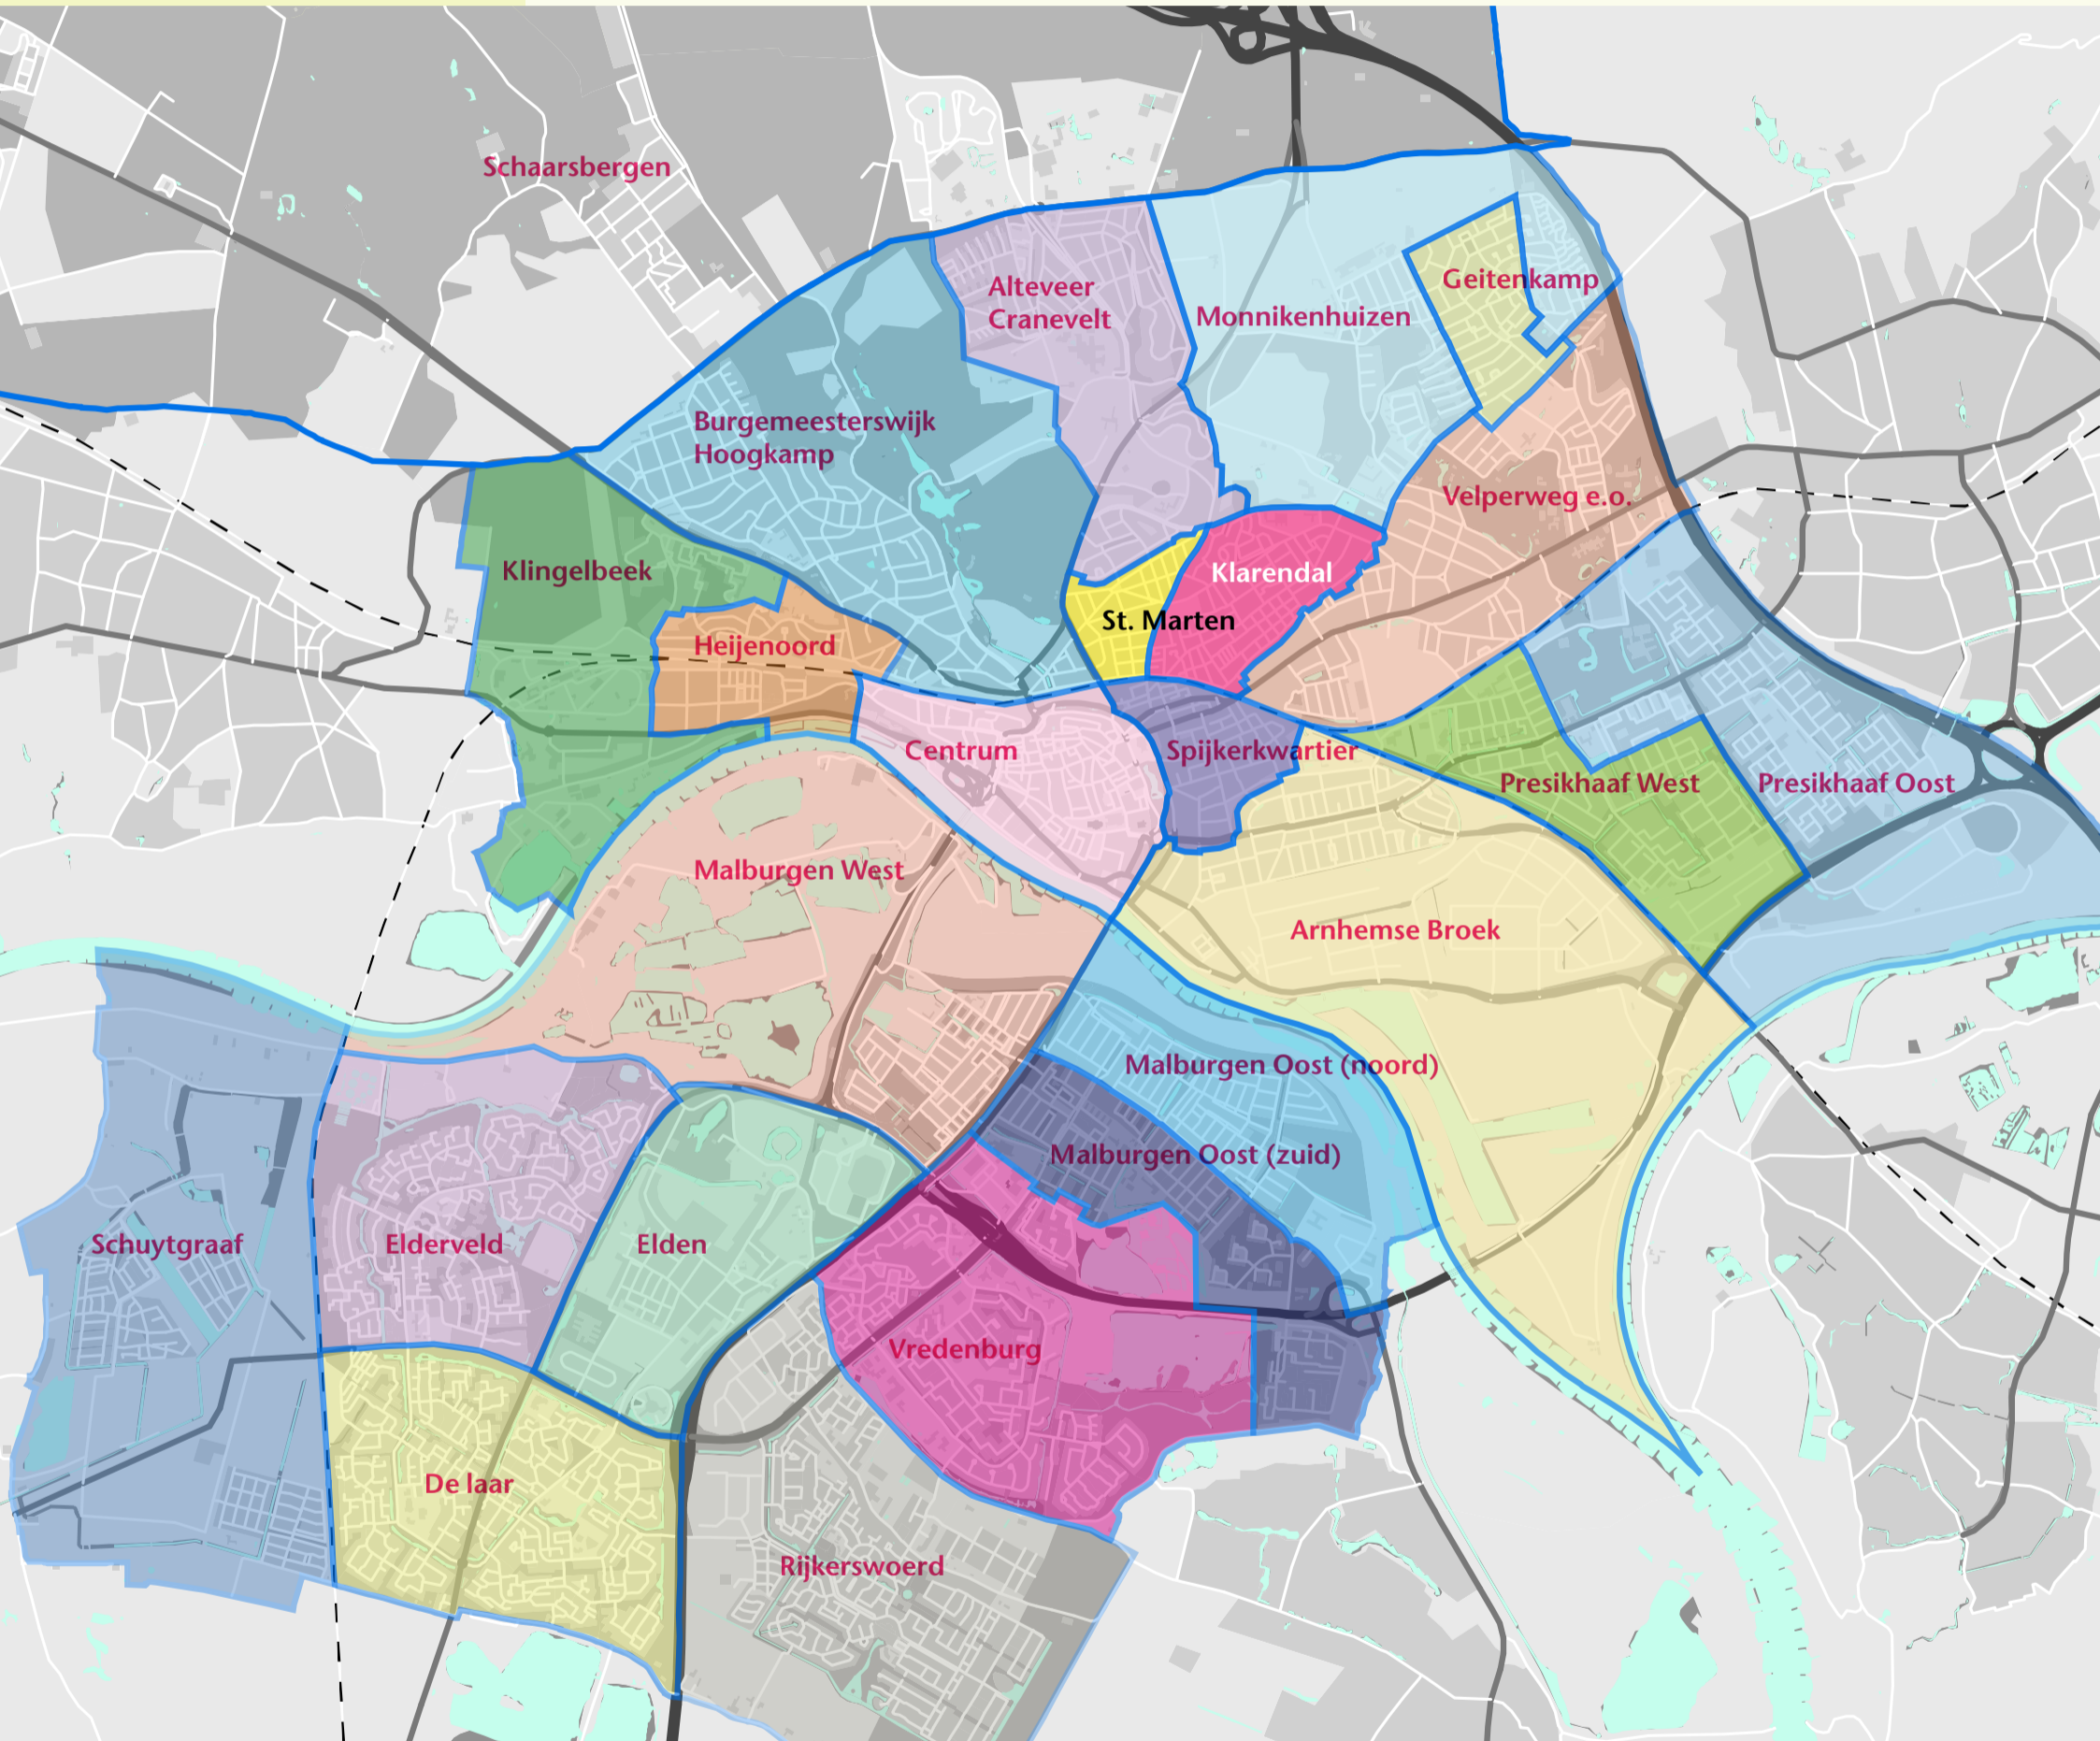 Schaarsbergen
Alteveer
Cranevelt
Geitenkamp
Monnikenhuizen
Burgemeesterswijk
Hoogkamp
Velperweg e.o.
Klingelbeek
Klarendal
St. Marten
Heijenoord
Centrum
Spijkerkwartier
Presikhaaf West
Presikhaaf Oost
Malburgen West
Arnhemse Broek
Malburgen Oost (noord)
Malburgen Oost (zuid)
Schuytgraaf
Elderveld
Elden
Vredenburg
De laar
Rijkerswoerd